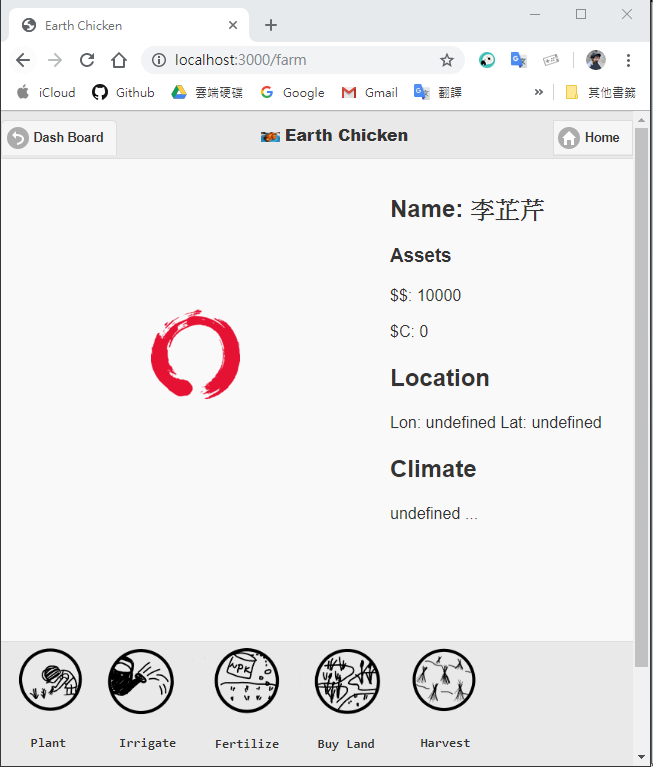 Earth Chicken
localhost:3000/farm
iCloud Github 雲端硬碟 Google Gmail 翻譯 » 其他書籤
Dash Board Earth Chicken Home
Name: 李芷芹
Assets
$$: 10000
$C: 0
Location
Lon: undefined Lat: undefined
Climate
undefined ...
NPK
Plant Irrigate Fertilize Buy Land Harvest